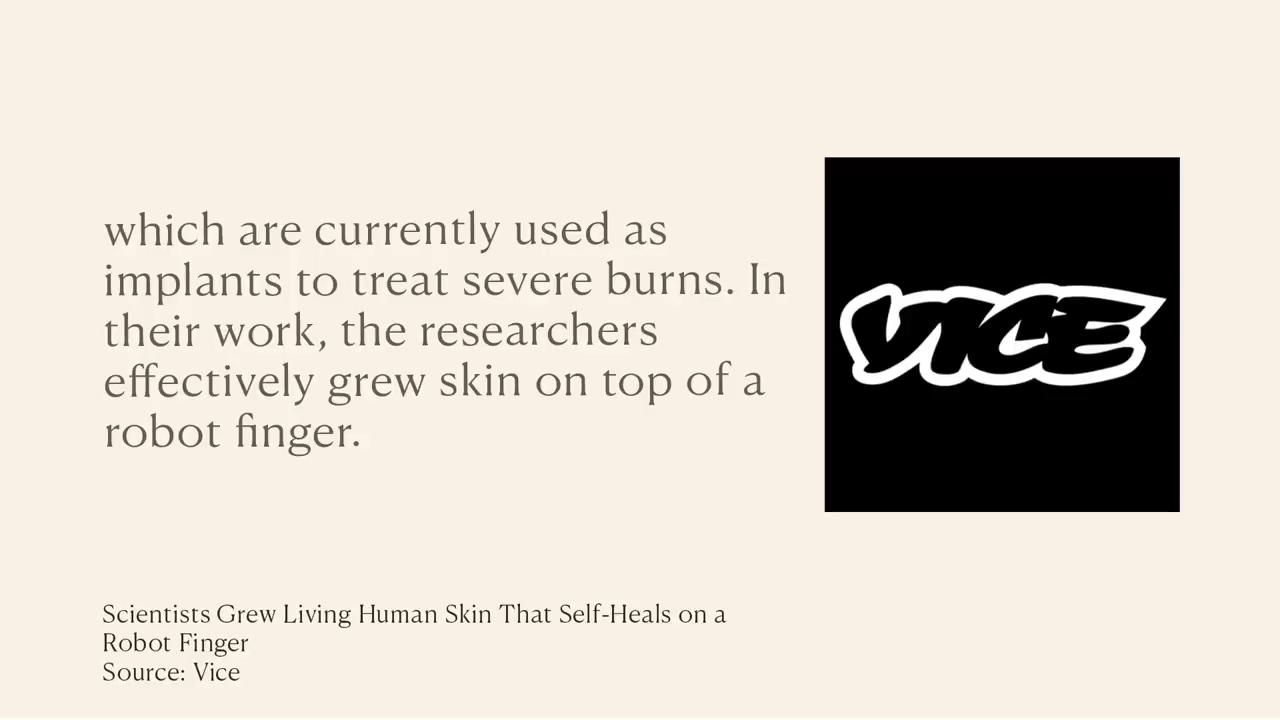 which are currently used as
implants to treat severe burns. In
their work, the researchers
effectively grew skin on top of a
robot finger.
VICE
Scientists Grew Living Human Skin That Self-Heals on a
Robot Finger
Source: Vice